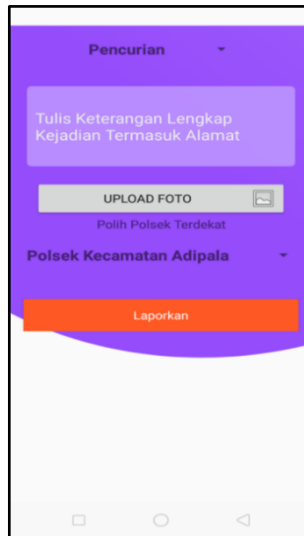 Pencurian
Tulis Keterangan Lengkap
Kejadian Termasuk Alamat
UPLOAD FOTO
Polih Polsek Terdekat
Polsek Kecamatan Adipala
Laporkan